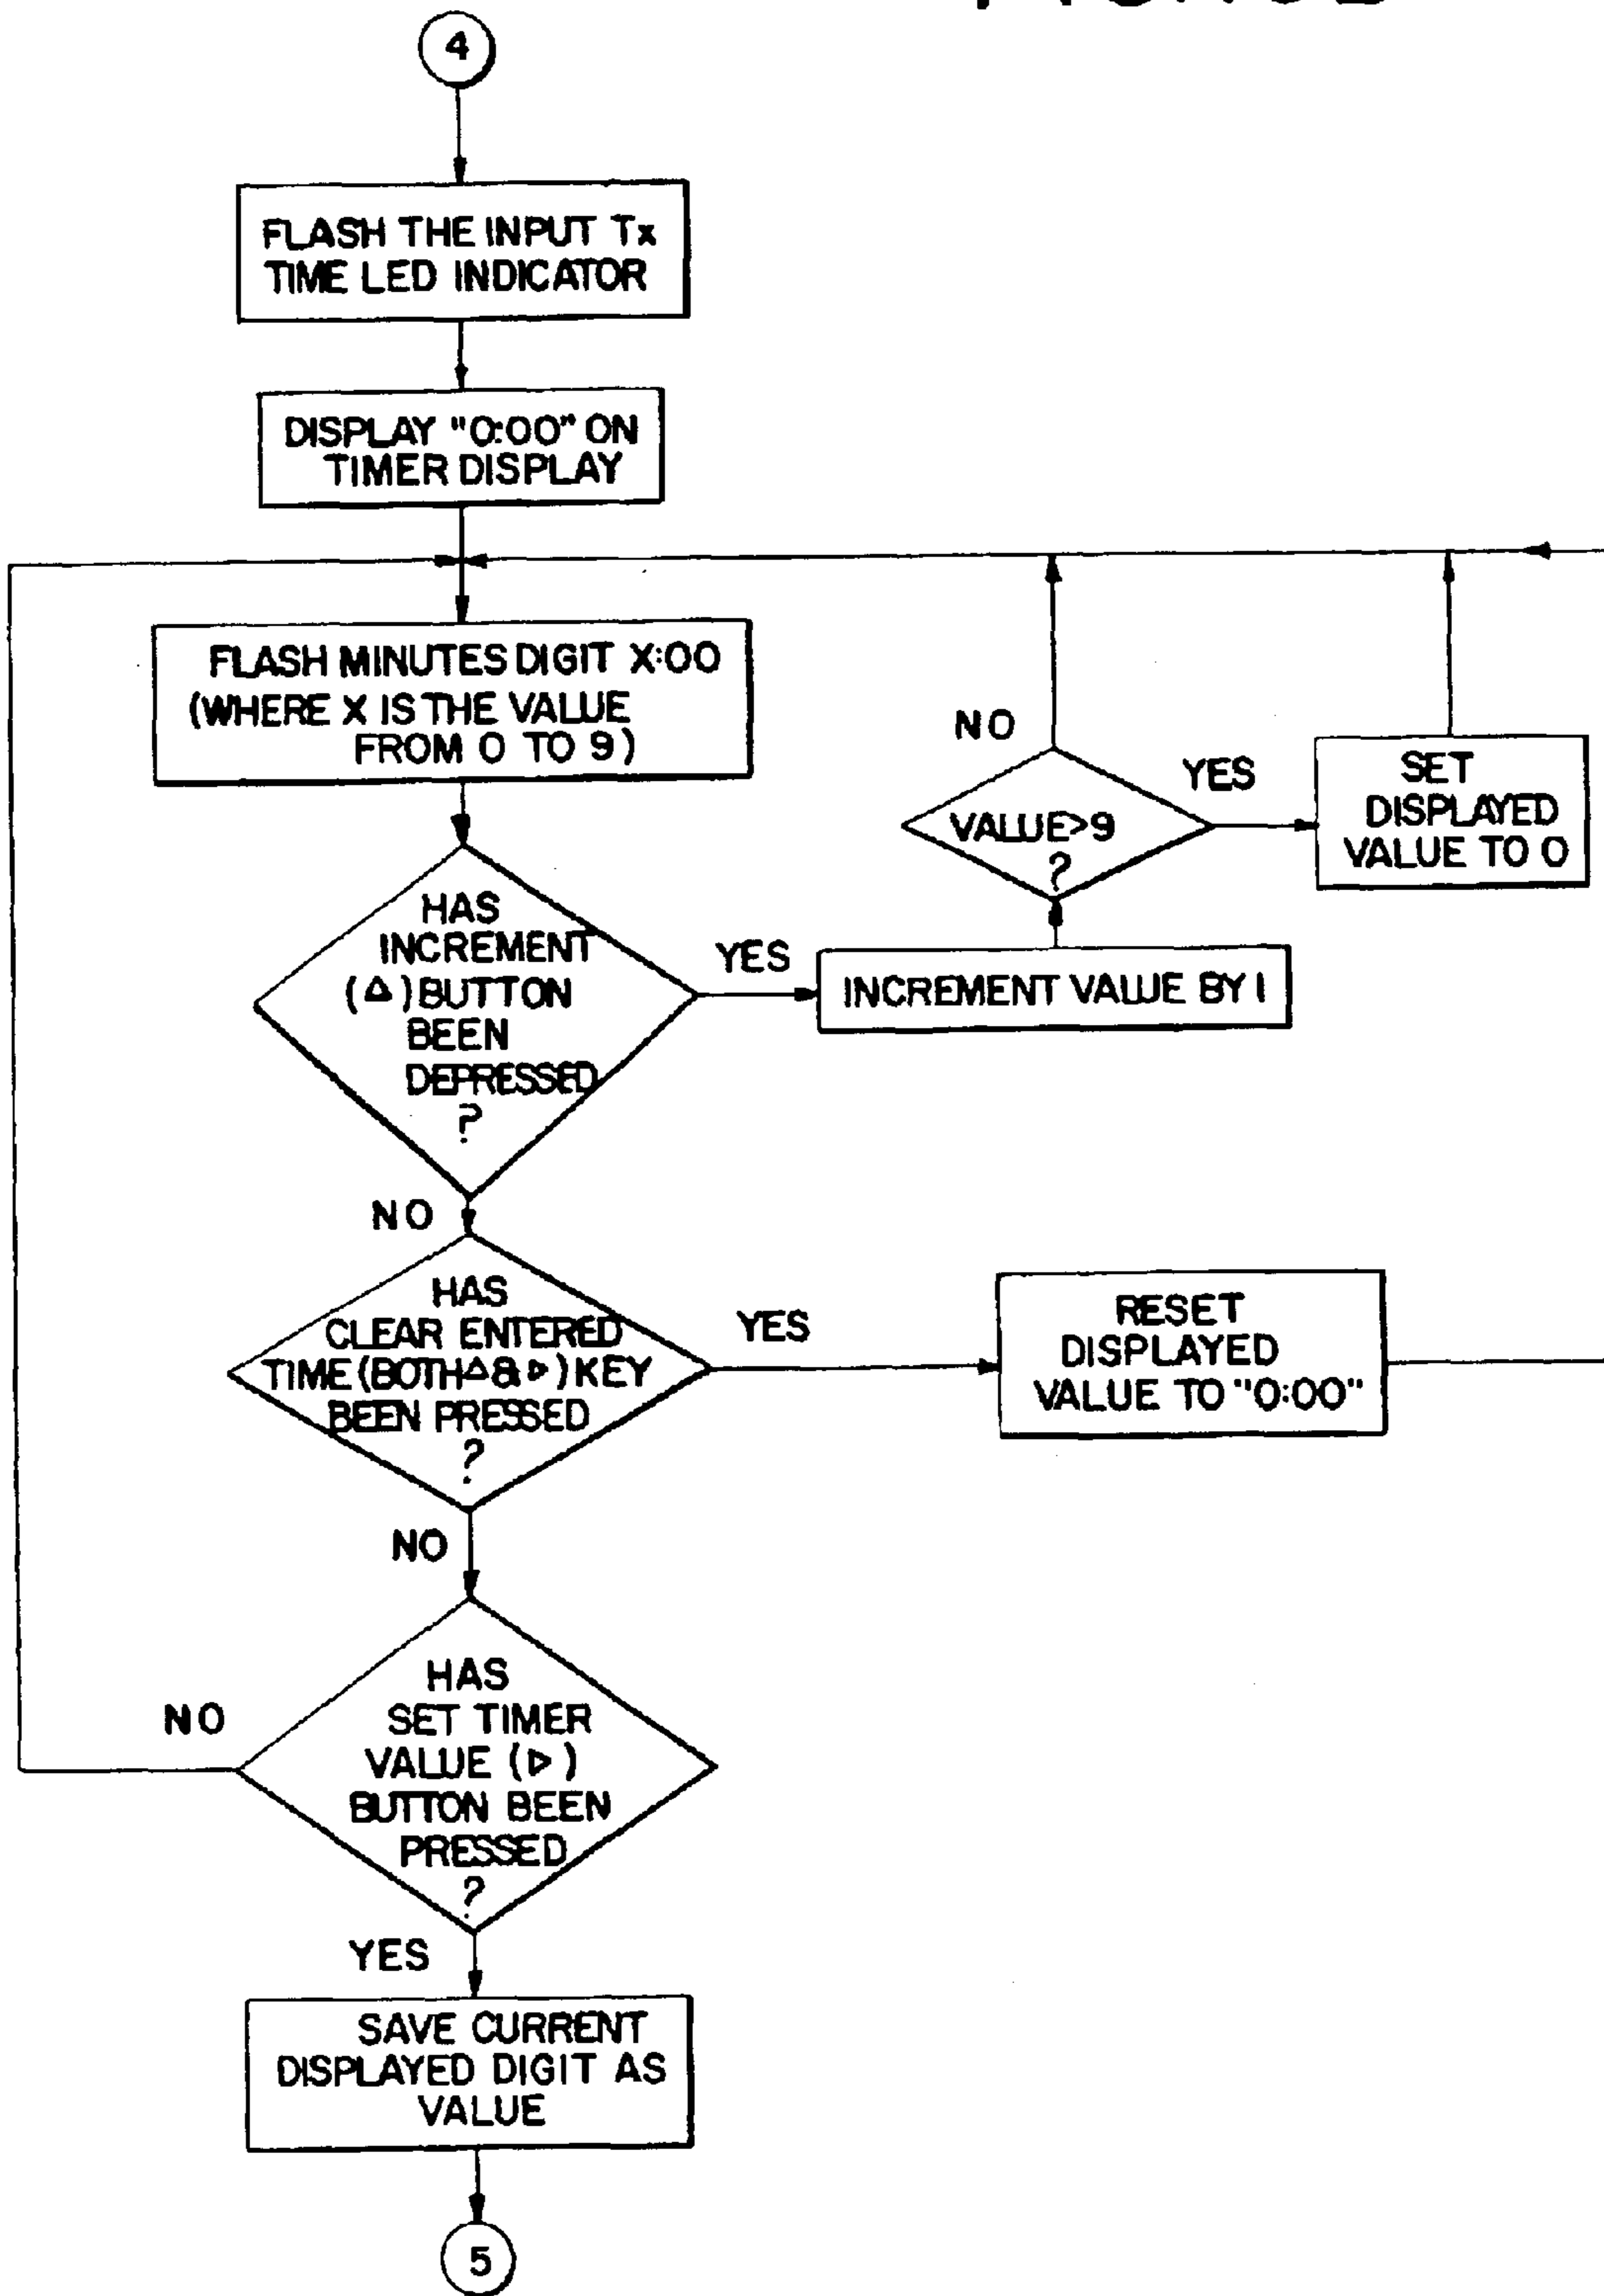 4
FLASH THE INPUT Tx
TIME LED INDICATOR
DISPLAY "0:00" ON
TIMER DISPLAY
FLASH MINUTES DIGIT X:00
(WHERE X IS THE VALUE
FROM 0 TO 9)
NO
VALUE>9
?
YES
SET
DISPLAYED
VALUE TO 0
HAS
INCREMENT
(△) BUTTON
BEEN
DEPRESSED
?
YES
INCREMENT VALUE BY 1
NO
HAS
CLEAR ENTERED
TIME (BOTH △ & ▷) KEY
BEEN PRESSED
?
YES
RESET
DISPLAYED
VALUE TO "0:00"
NO
HAS
SET TIMER
VALUE (▷)
BUTTON BEEN
PRESSED
?
NO
YES
SAVE CURRENT
DISPLAYED DIGIT AS
VALUE
5